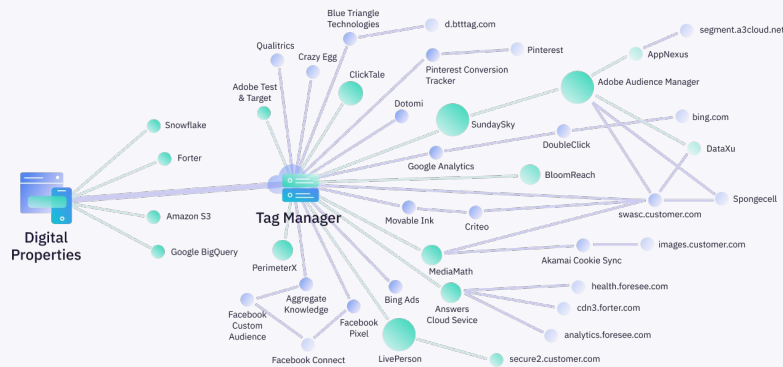 Blue Triangle
Technologies
d.btttag.com
segment.a3cloud.net
Qualitrics
Crazy Egg
Pinterest
AppNexus
ClickTale
Pinterest Conversion
Tracker
Adobe Audience Manager
Adobe Test
& Target
Dotomi
SundaySky
bing.com
Snowflake
DoubleClick
DataXu
Forter
Google Analytics
BloomReach
Spongecell
Tag Manager
Movable Ink
Criteo
swasc.customer.com
Amazon S3
Digital
Properties
Google BigQuery
PerimeterX
MediaMath
Akamai Cookie Sync
images.customer.com
Aggregate
Knowledge
Bing Ads
Answers
Cloud Sevice
health.foresee.com
cdn3.forter.com
Facebook
Custom
Audience
Facebook
Pixel
analytics.foresee.com
Facebook Connect
LivePerson
secure2.customer.com